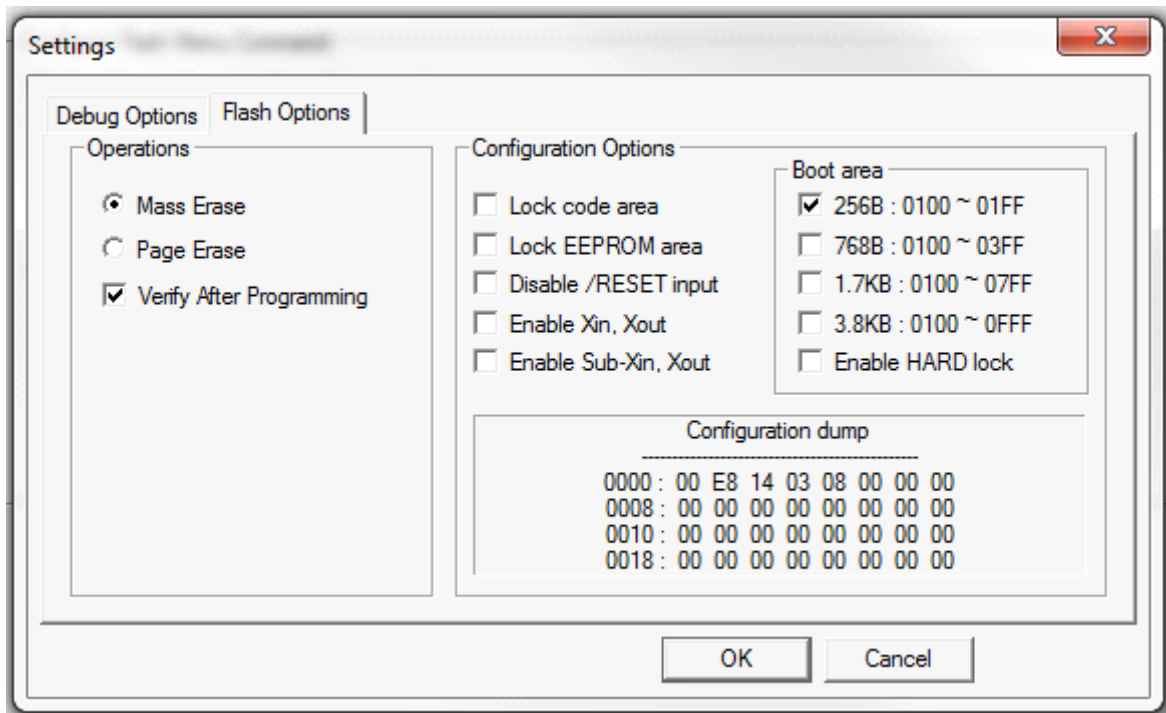 Settings
Debug Options
Flash Options
Operations
Mass Erase
Page Erase
Verify After Programming
Configuration Options
Lock code area
Lock EEPROM area
Disable /RESET input
Enable Xin, Xout
Enable Sub-Xin, Xout
Boot area
256B : 0100 ~ 01FF
768B : 0100 ~ 03FF
1.7KB : 0100 ~ 07FF
3.8KB : 0100 ~ 0FFF
Enable HARD lock
Configuration dump
0000 : 00 E8 14 03 08 00 00 00
0008 : 00 00 00 00 00 00 00 00
0010 : 00 00 00 00 00 00 00 00
0018 : 00 00 00 00 00 00 00 00
OK
Cancel